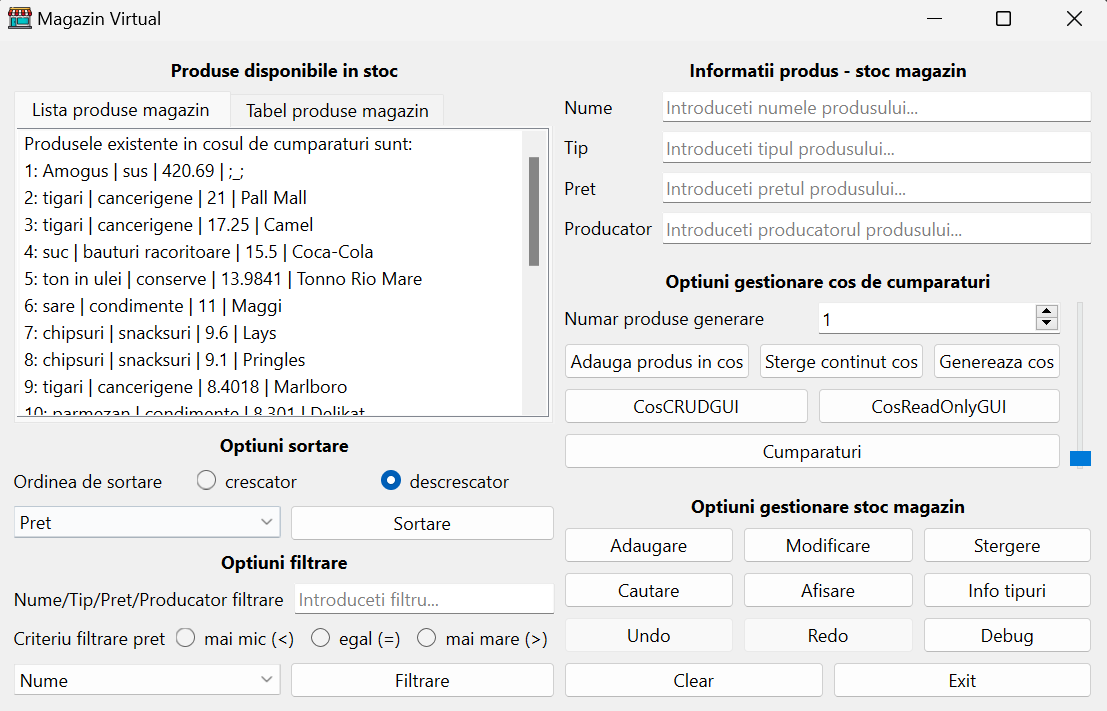 Magazin Virtual
Produse disponibile in stoc
Lista produse magazin Tabel produse magazin
Produsele existente in cosul de cumparaturi sunt:
1: Amogus | sus | 420.69 | ;_;
2: tigari | cancerigene | 21 | Pall Mall
3: tigari | cancerigene | 17.25 | Camel
4: suc | bauturi racoritoare | 15.5 | Coca-Cola
5: ton in ulei | conserve | 13.9841 | Tonno Rio Mare
6: sare | condimente | 11 | Maggi
7: chipsuri | snacksuri | 9.6 | Lays
8: chipsuri | snacksuri | 9.1 | Pringles
9: tigari | cancerigene | 8.4018 | Marlboro
10: parmezan | condimente | 8.301 | Delikat
Optiuni sortare
Ordinea de sortare crescator descrescator
Pret Sortare
Optiuni filtrare
Nume/Tip/Pret/Producator filtrare Introduceti filtru...
Criteriu filtrare pret mai mic (<) egal (=) mai mare (>)
Nume Filtrare
Informatii produs - stoc magazin
Nume Introduceti numele produsului...
Tip Introduceti tipul produsului...
Pret Introduceti pretul produsului...
Producator Introduceti producatorul produsului...
Optiuni gestionare cos de cumparaturi
Numar produse generare 1
Adauga produs in cos Sterge continut cos Genereaza cos
CosCRUDGUI CosReadOnlyGUI
Cumparaturi
Optiuni gestionare stoc magazin
Adaugare Modificare Stergere
Cautare Afisare Info tipuri
Undo Redo Debug
Clear Exit